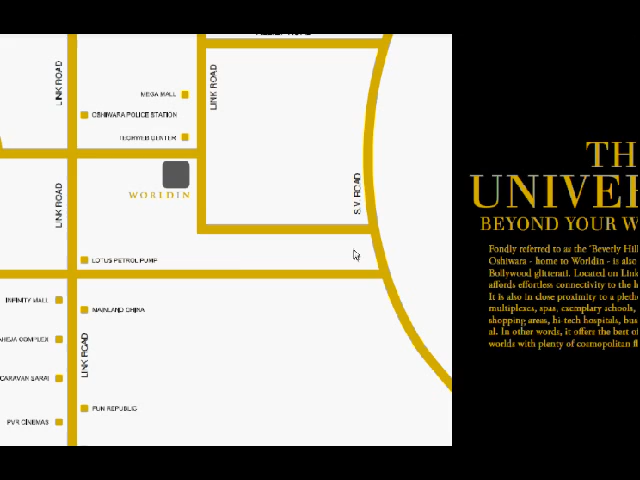 LINK ROAD
LINK ROAD
MEGA MALL
OSHIWARA POLICE STATION
TECHWEB CENTER
LINK ROAD
S.V. ROAD
WORLDIN
LOTUS PETROL PUMP
INFINITY MALL
MAINLAND CHINA
LINK ROAD
COMPLEX
CARAVAN SARAI
FUN REPUBLIC
PVR CINEMAS
TH
UNIVE
BEYOND YOUR W
Fondly referred to as the 'Beverly Hill
Oshiwara - home to Worldin - is also
Bollywood glitterati. Located on Link
affords effortless connectivity to the
It is also in close proximity to a
multiplexes, spas, exemplary schools,
shopping areas, hi-tech hospitals, bus
al. In other words, it offers the best of
worlds with plenty of cosmopolitan